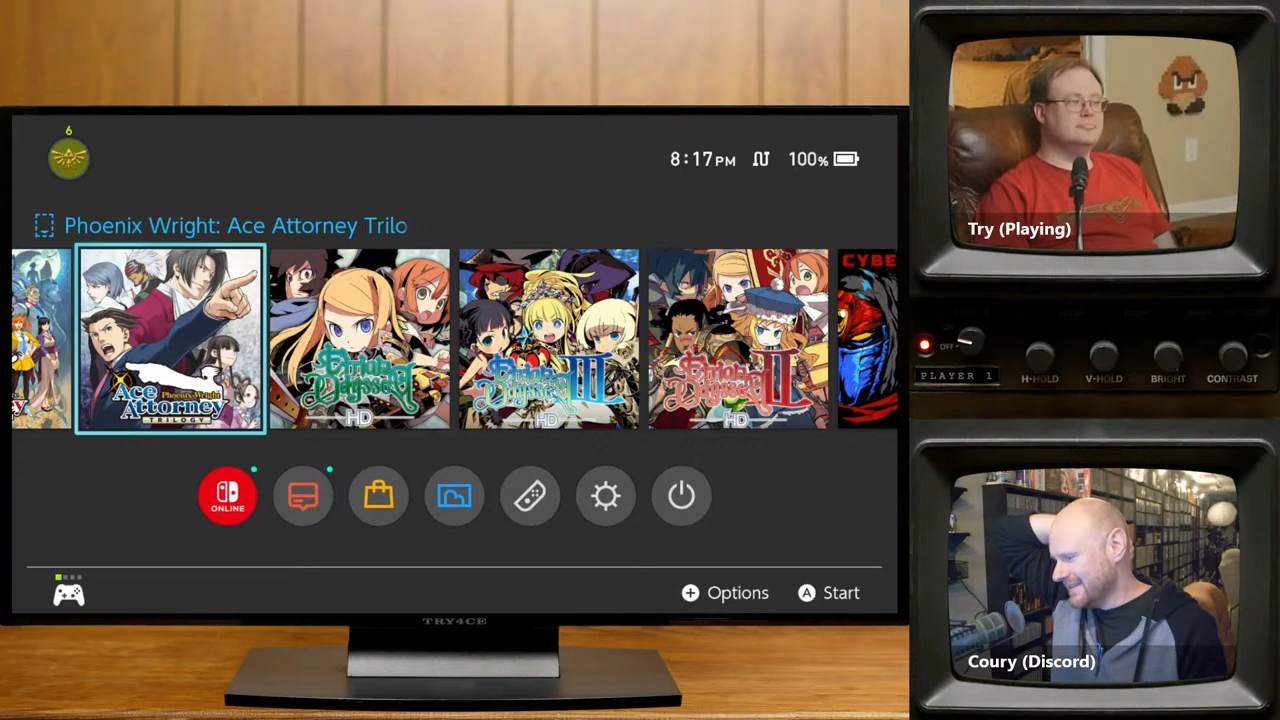 6
8:17PM 100%
Phoenix Wright: Ace Attorney Trilo
Phoenix Wright
Ace
Attorney
TRILOGY
Etrian
Odyssey
HD
Etrian
Odyssey III
HD
Etrian
Odyssey II
HD
CYBE
ONLINE
Options
Start
TRY4CE
Try (Playing)
OFF
PLAYER 1
H-HOLD
V-HOLD
BRIGHT
CONTRAST
Coury (Discord)